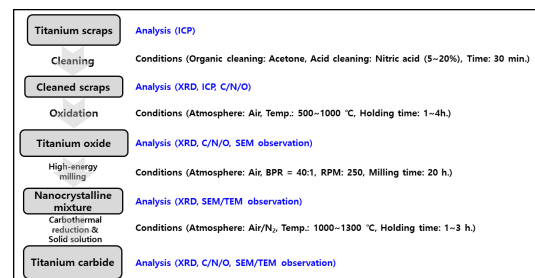 Titanium scraps Analysis (ICP)
Cleaning Conditions (Organic cleaning: Acetone, Acid cleaning: Nitric acid (5~20%), Time: 30 min.)
Cleaned scraps Analysis (XRD, ICP, C/N/O)
Oxidation Conditions (Atmosphere: Air, Temp.: 500~1000 ℃, Holding time: 1~4h.)
Titanium oxide Analysis (XRD, C/N/O, SEM observation)
High-energy
milling Conditions (Atmosphere: Air, BPR = 40:1, RPM: 250, Milling time: 20 h.)
Nanocrystalline
mixture Analysis (XRD, SEM/TEM observation)
Carbothermal
reduction &
Solid solution Conditions (Atmosphere: Air/N₂, Temp.: 1000~1300 ℃, Holding time: 1~3 h.)
Titanium carbide Analysis (XRD, C/N/O, SEM/TEM observation)